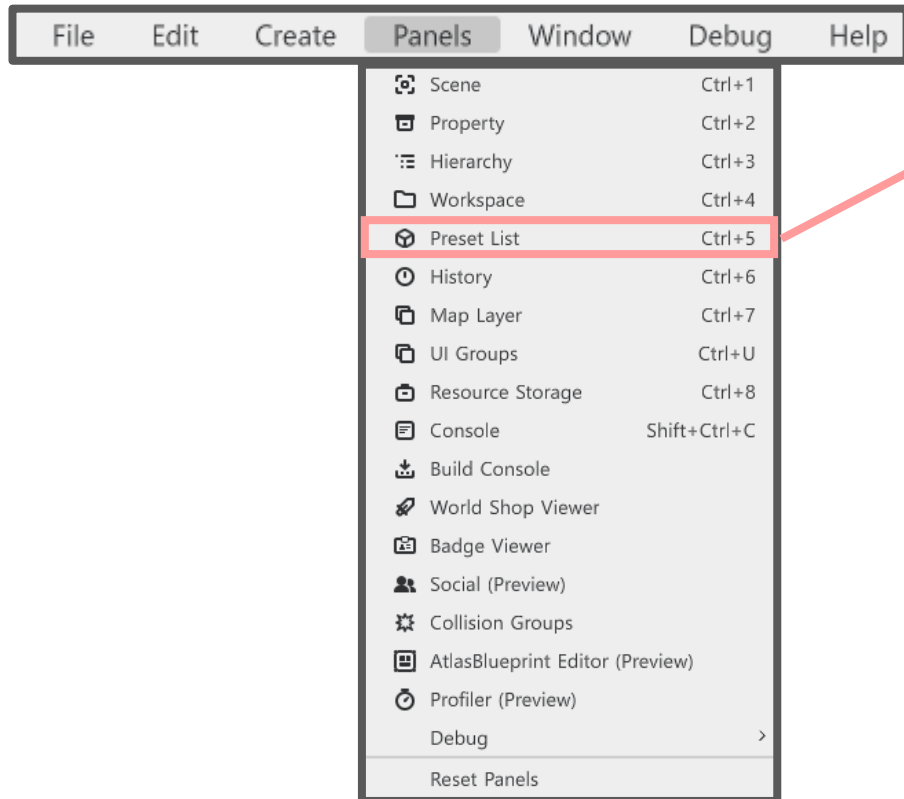 File Edit Create Panels Window Debug Help
Scene Ctrl+1
Property Ctrl+2
Hierarchy Ctrl+3
Workspace Ctrl+4
Preset List Ctrl+5
History Ctrl+6
Map Layer Ctrl+7
UI Groups Ctrl+U
Resource Storage Ctrl+8
Console Shift+Ctrl+C
Build Console
World Shop Viewer
Badge Viewer
Social (Preview)
Collision Groups
AtlasBlueprint Editor (Preview)
Profiler (Preview)
Debug >
Reset Panels